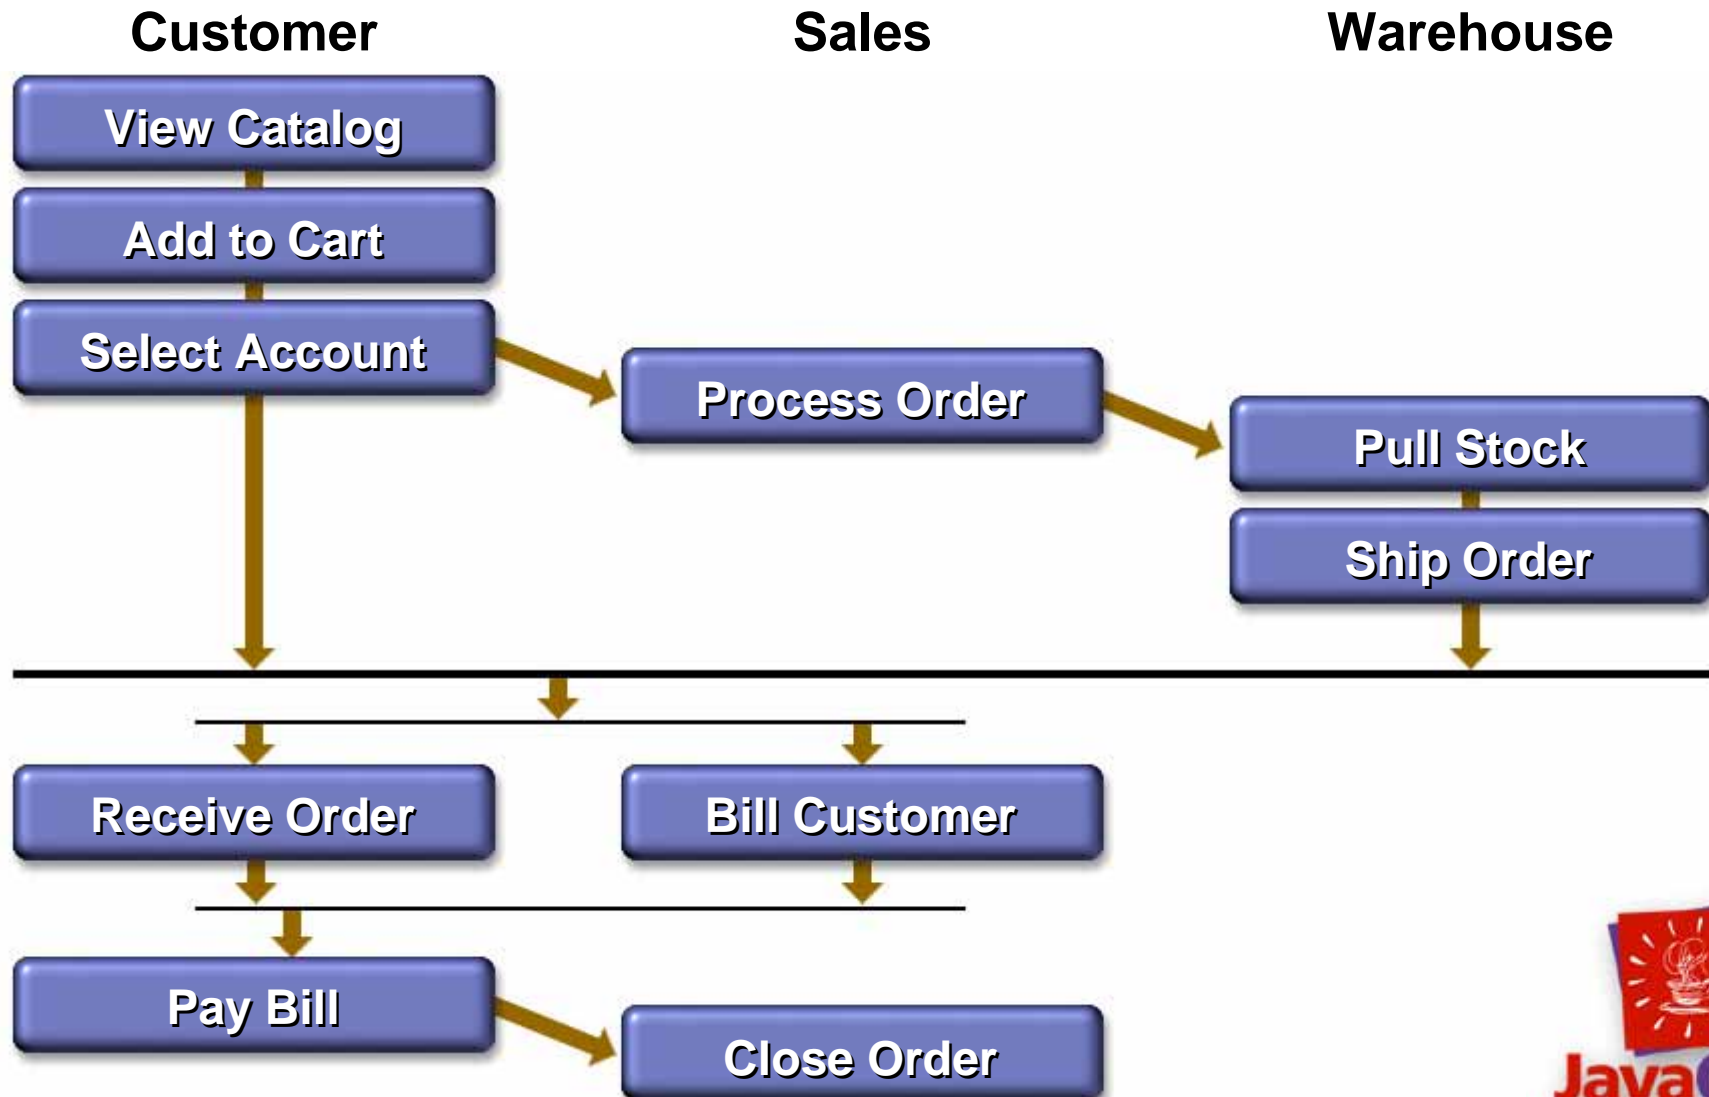 Customer Sales Warehouse
View Catalog
Add to Cart
Select Account
Process Order
Pull Stock
Ship Order
Receive Order Bill Customer
Pay Bill
Close Order
Java